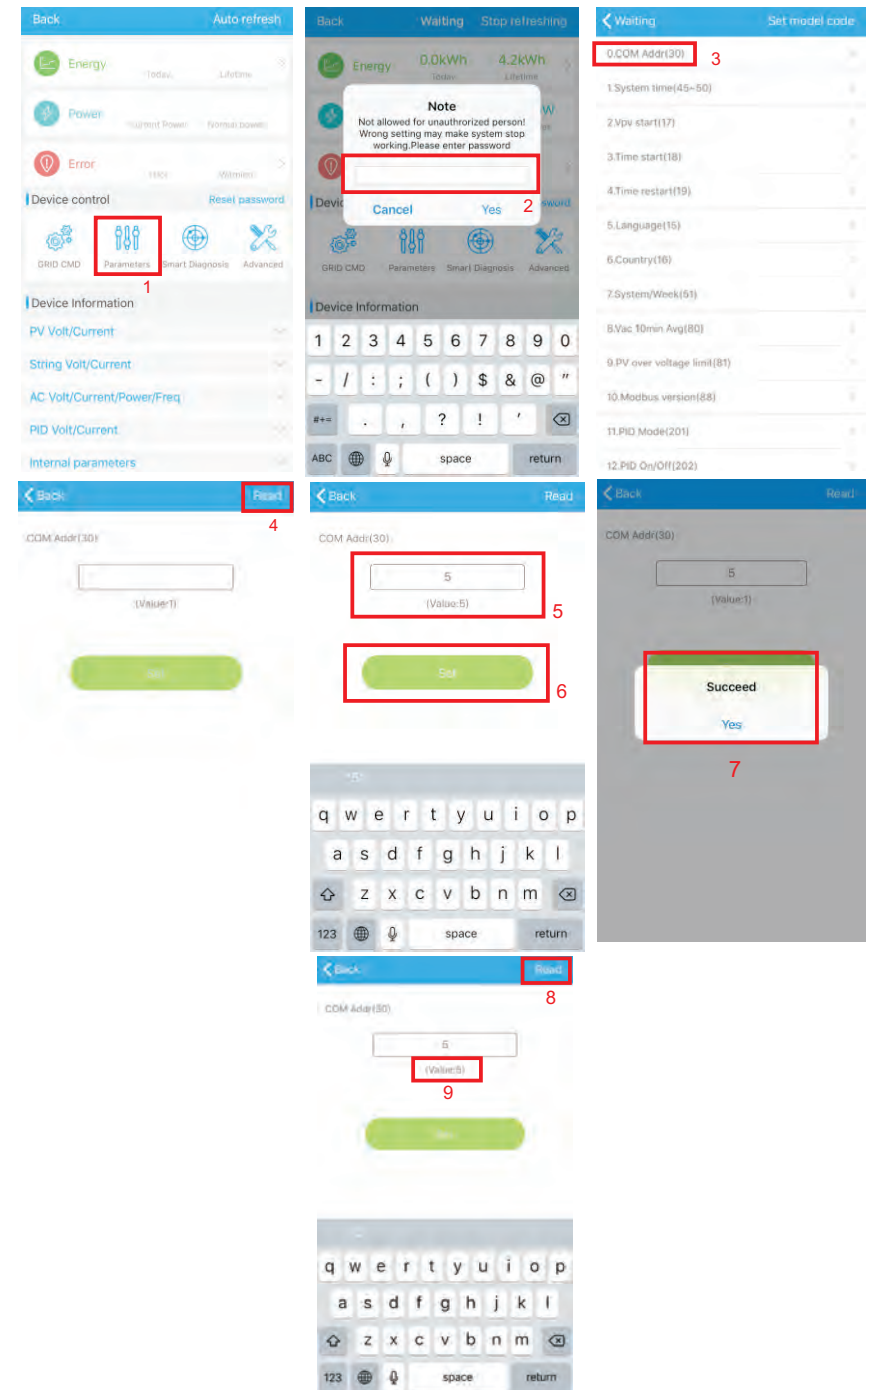 Back Auto refresh
Energy
Today Lifetime
Power
Current Power Normal power
Error
Warning
Device control Reset password
GRID CMD Parameters Smart Diagnosis Advanced
1
Device Information
PV Volt/Current
String Volt/Current
AC Volt/Current/Power/Freq
PID Volt/Current
Internal parameters
Back Waiting Stop refreshing
Energy 0.0kWh 4.2kWh
Today Lifetime
W
Note
Not allowed for unauthrorized person!
Wrong setting may make system stop
working.Please enter password
Cancel Yes
2
GRID CMD Parameters Smart Diagnosis Advanced
Device Information
1 2 3 4 5 6 7 8 9 0
- / : ; ( ) $ & @ "
#+= . , ? ! '
ABC space return
Waiting Set model code
0.COM Addr(30)
3
1.System time(45~50)
2.Vpv start(17)
3.Time start(18)
4.Time restart(19)
5.Language(15)
6.Country(16)
7.System/Week(51)
8.Vac 10min Avg(80)
9.PV over voltage limit(81)
10.Modbus version(88)
11.PID Mode(201)
12.PID On/Off(202)
Back Read
4
COM Addr(30)
(Value:1)
Back Read
COM Addr(30)
5
(Value:5)
5
Set
6
"5"
q w e r t y u i o p
a s d f g h j k l
z x c v b n m
123 space return
Back Read
COM Addr(30)
5
(Value:1)
Succeed
Yes
7
Back Read
8
COM Addr(30)
5
(Value:5)
9
q w e r t y u i o p
a s d f g h j k l
z x c v b n m
123 space return